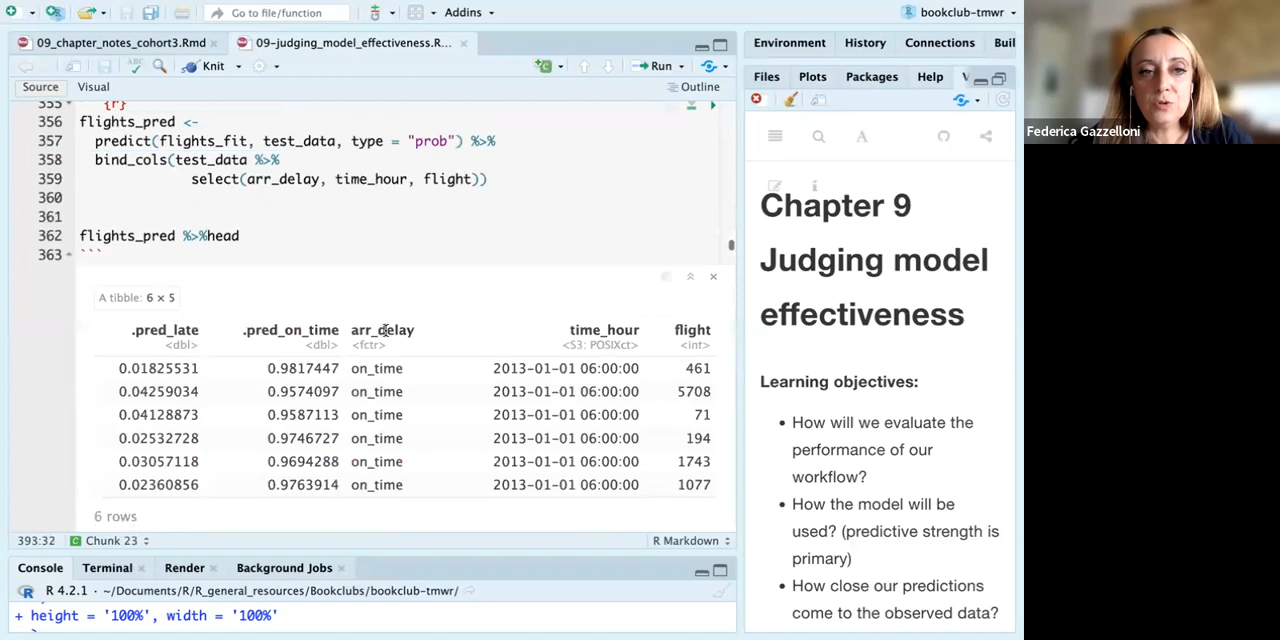 Go to file/function
Addins
bookclub-tmwr
09_chapter_notes_cohort3.Rmd
09-judging_model_effectiveness.R...
Knit
Run
Source
Visual
Outline
355
{r}
356 flights_pred <-
357 predict(flights_fit, test_data, type = "prob") %>%
358 bind_cols(test_data %>%
359 select(arr_delay, time_hour, flight))
360
361
362 flights_pred %>%head
363 ```
A tibble: 6 × 5
.pred_late .pred_on_time arr_delay time_hour flight
<dbl> <dbl> <fctr> <S3: POSIXct> <int>
0.01825531 0.9817447 on_time 2013-01-01 06:00:00 461
0.04259034 0.9574097 on_time 2013-01-01 06:00:00 5708
0.04128873 0.9587113 on_time 2013-01-01 06:00:00 71
0.02532728 0.9746727 on_time 2013-01-01 06:00:00 194
0.03057118 0.9694288 on_time 2013-01-01 06:00:00 1743
0.02360856 0.9763914 on_time 2013-01-01 06:00:00 1077
6 rows
393:32 Chunk 23 R Markdown
Console Terminal Render Background Jobs
R 4.2.1 · ~/Documents/R/R_general_resources/Bookclubs/bookclub-tmwr/
+ height = '100%', width = '100%'
Environment History Connections Buil
Files Plots Packages Help V
Chapter 9
Judging model
effectiveness
Learning objectives:
• How will we evaluate the
performance of our
workflow?
• How the model will be
used? (predictive strength is
primary)
• How close our predictions
come to the observed data?
Federica Gazzelloni